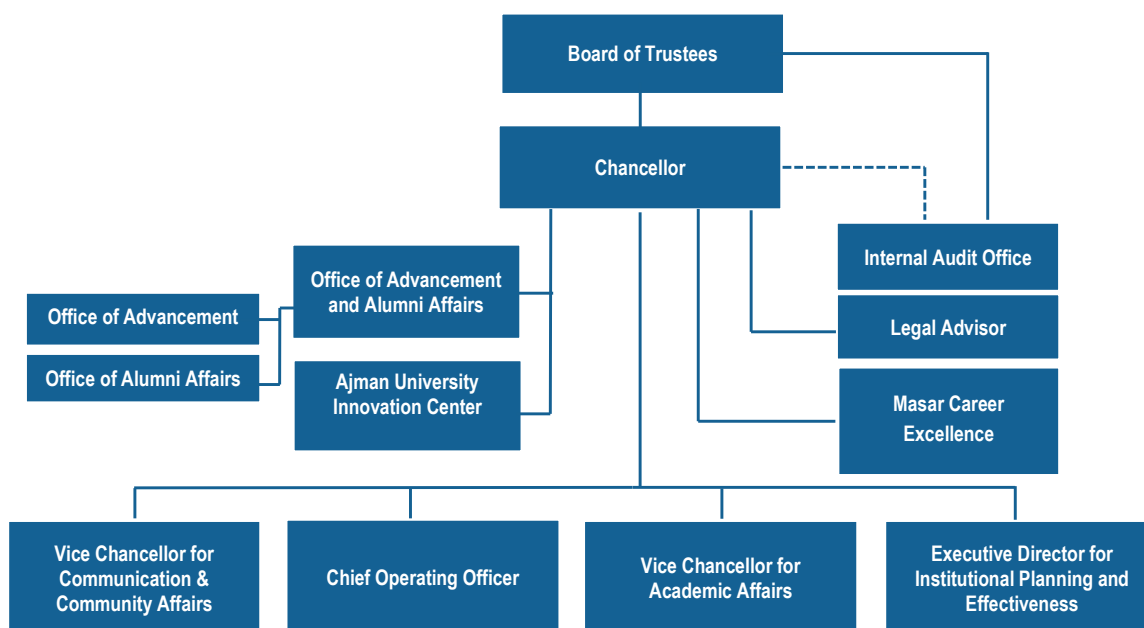 Board of Trustees
Chancellor
Internal Audit Office
Office of Advancement
and Alumni Affairs
Office of Advancement
Legal Advisor
Office of Alumni Affairs
Ajman University
Innovation Center
Masar Career
Excellence
Vice Chancellor for
Communication &
Community Affairs
Chief Operating Officer
Vice Chancellor for
Academic Affairs
Executive Director for
Institutional Planning and
Effectiveness